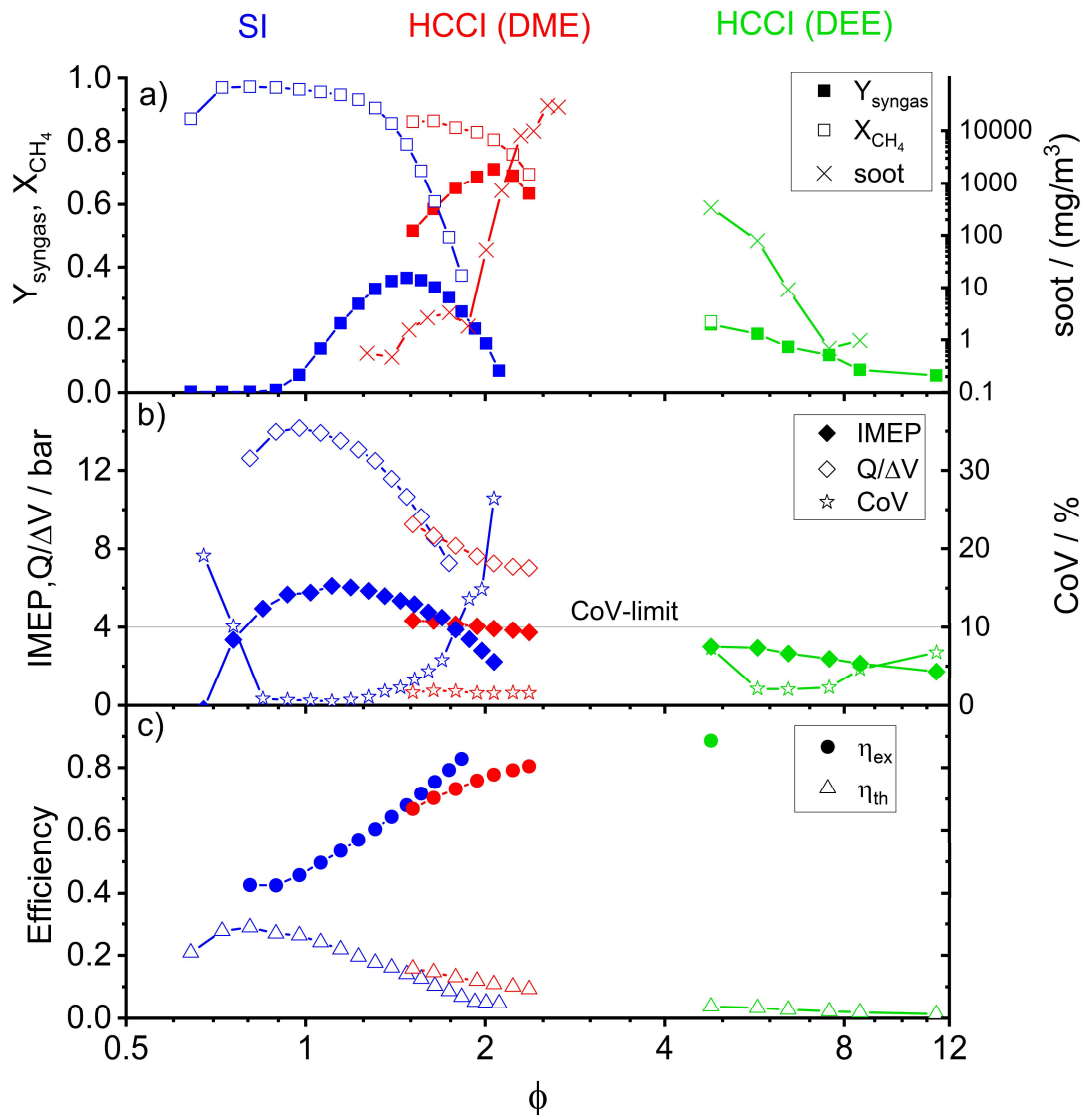 SI HCCI (DME) HCCI (DEE)
a)
Y_syngas, X_CH₄
1.0
0.8
0.6
0.4
0.2
0.0
Y_syngas
X_CH₄
soot
10000
1000
100
10
1
0.1
soot / (mg/m³)
b)
IMEP,Q/ΔV / bar
12
8
4
0
CoV-limit
IMEP
Q/ΔV
CoV
30
20
10
0
CoV / %
c)
Efficiency
0.8
0.6
0.4
0.2
0.0
η_ex
η_th
0.5 1 2 4 8 12
ϕ